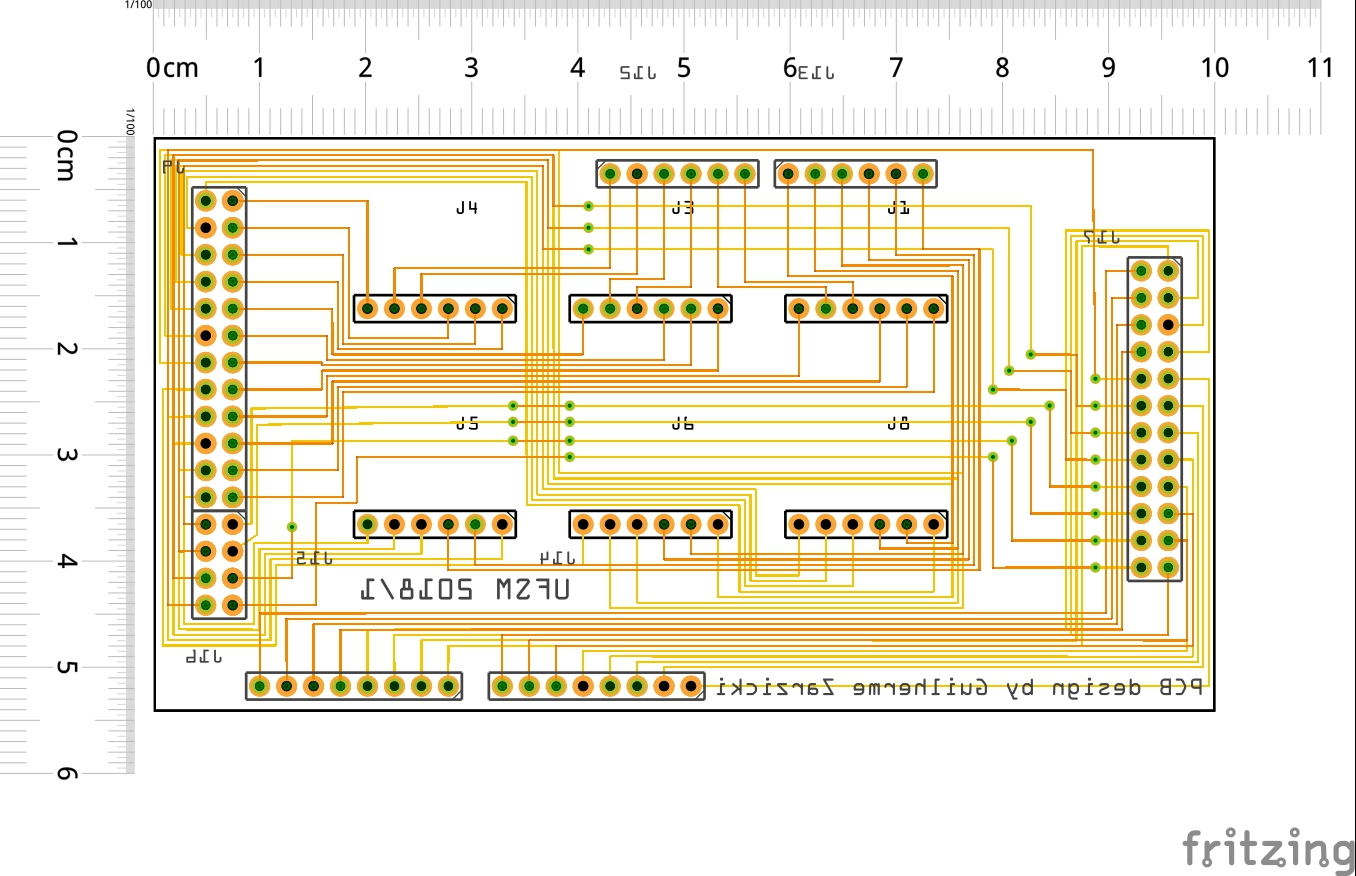 1/100
0cm 1 2 3 4 5 6 7 8 9 10 11
J12 J13
1/100
0cm
1
2
3
4
5
6
J9
J4 J3 J1
J17
J5 J6 J8
J15 J14
UFSM 2018/1
J16
PCB design by Guilherme Zarzicki
fritzing